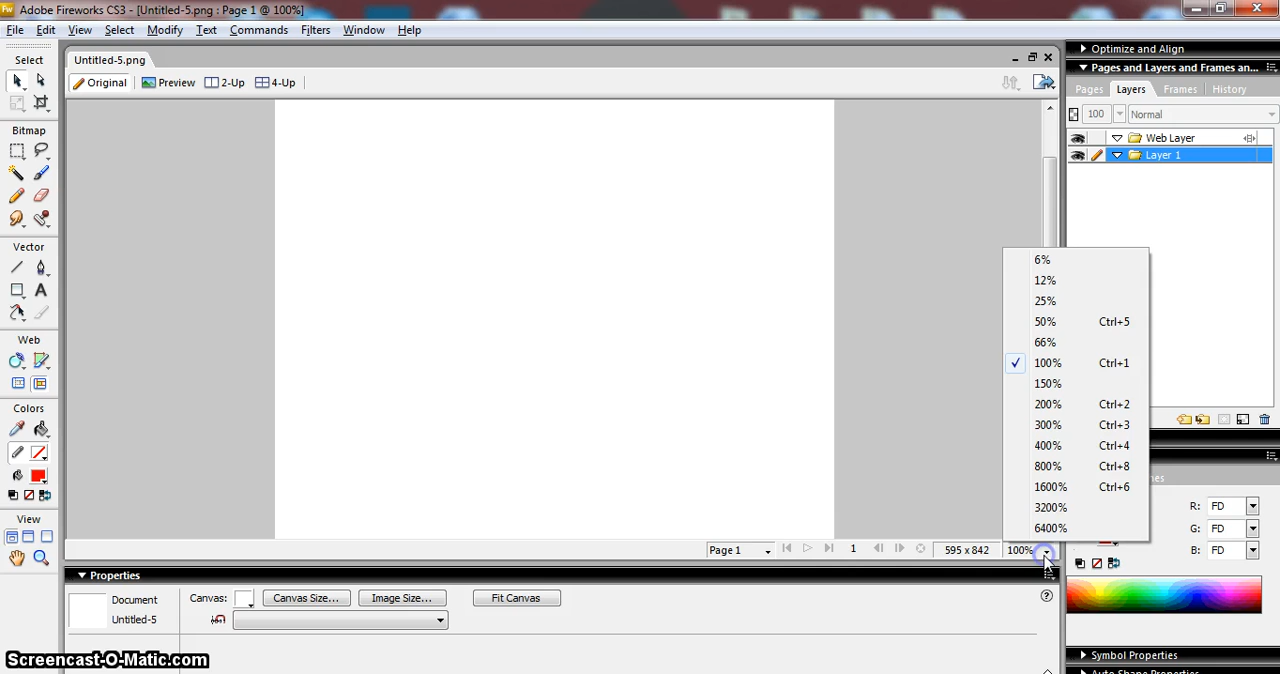 Fw Adobe Fireworks CS3 - [Untitled-5.png : Page 1 @ 100%]
File Edit View Select Modify Text Commands Filters Window Help
Select
Untitled-5.png
Optimize and Align
Pages and Layers and Frames an...
Original Preview 2-Up 4-Up
Pages Layers Frames History
100 Normal
Web Layer
Layer 1
Bitmap
Vector
Web
Colors
View
6%
12%
25%
50% Ctrl+5
66%
100% Ctrl+1
150%
200% Ctrl+2
300% Ctrl+3
400% Ctrl+4
800% Ctrl+8
1600% Ctrl+6
3200%
6400%
R: FD
G: FD
B: FD
Page 1 1 595 x 842 100%
Properties
Document
Untitled-5
Canvas: Canvas Size... Image Size... Fit Canvas
Symbol Properties
Auto Shape Properties
Screencast-O-Matic.com